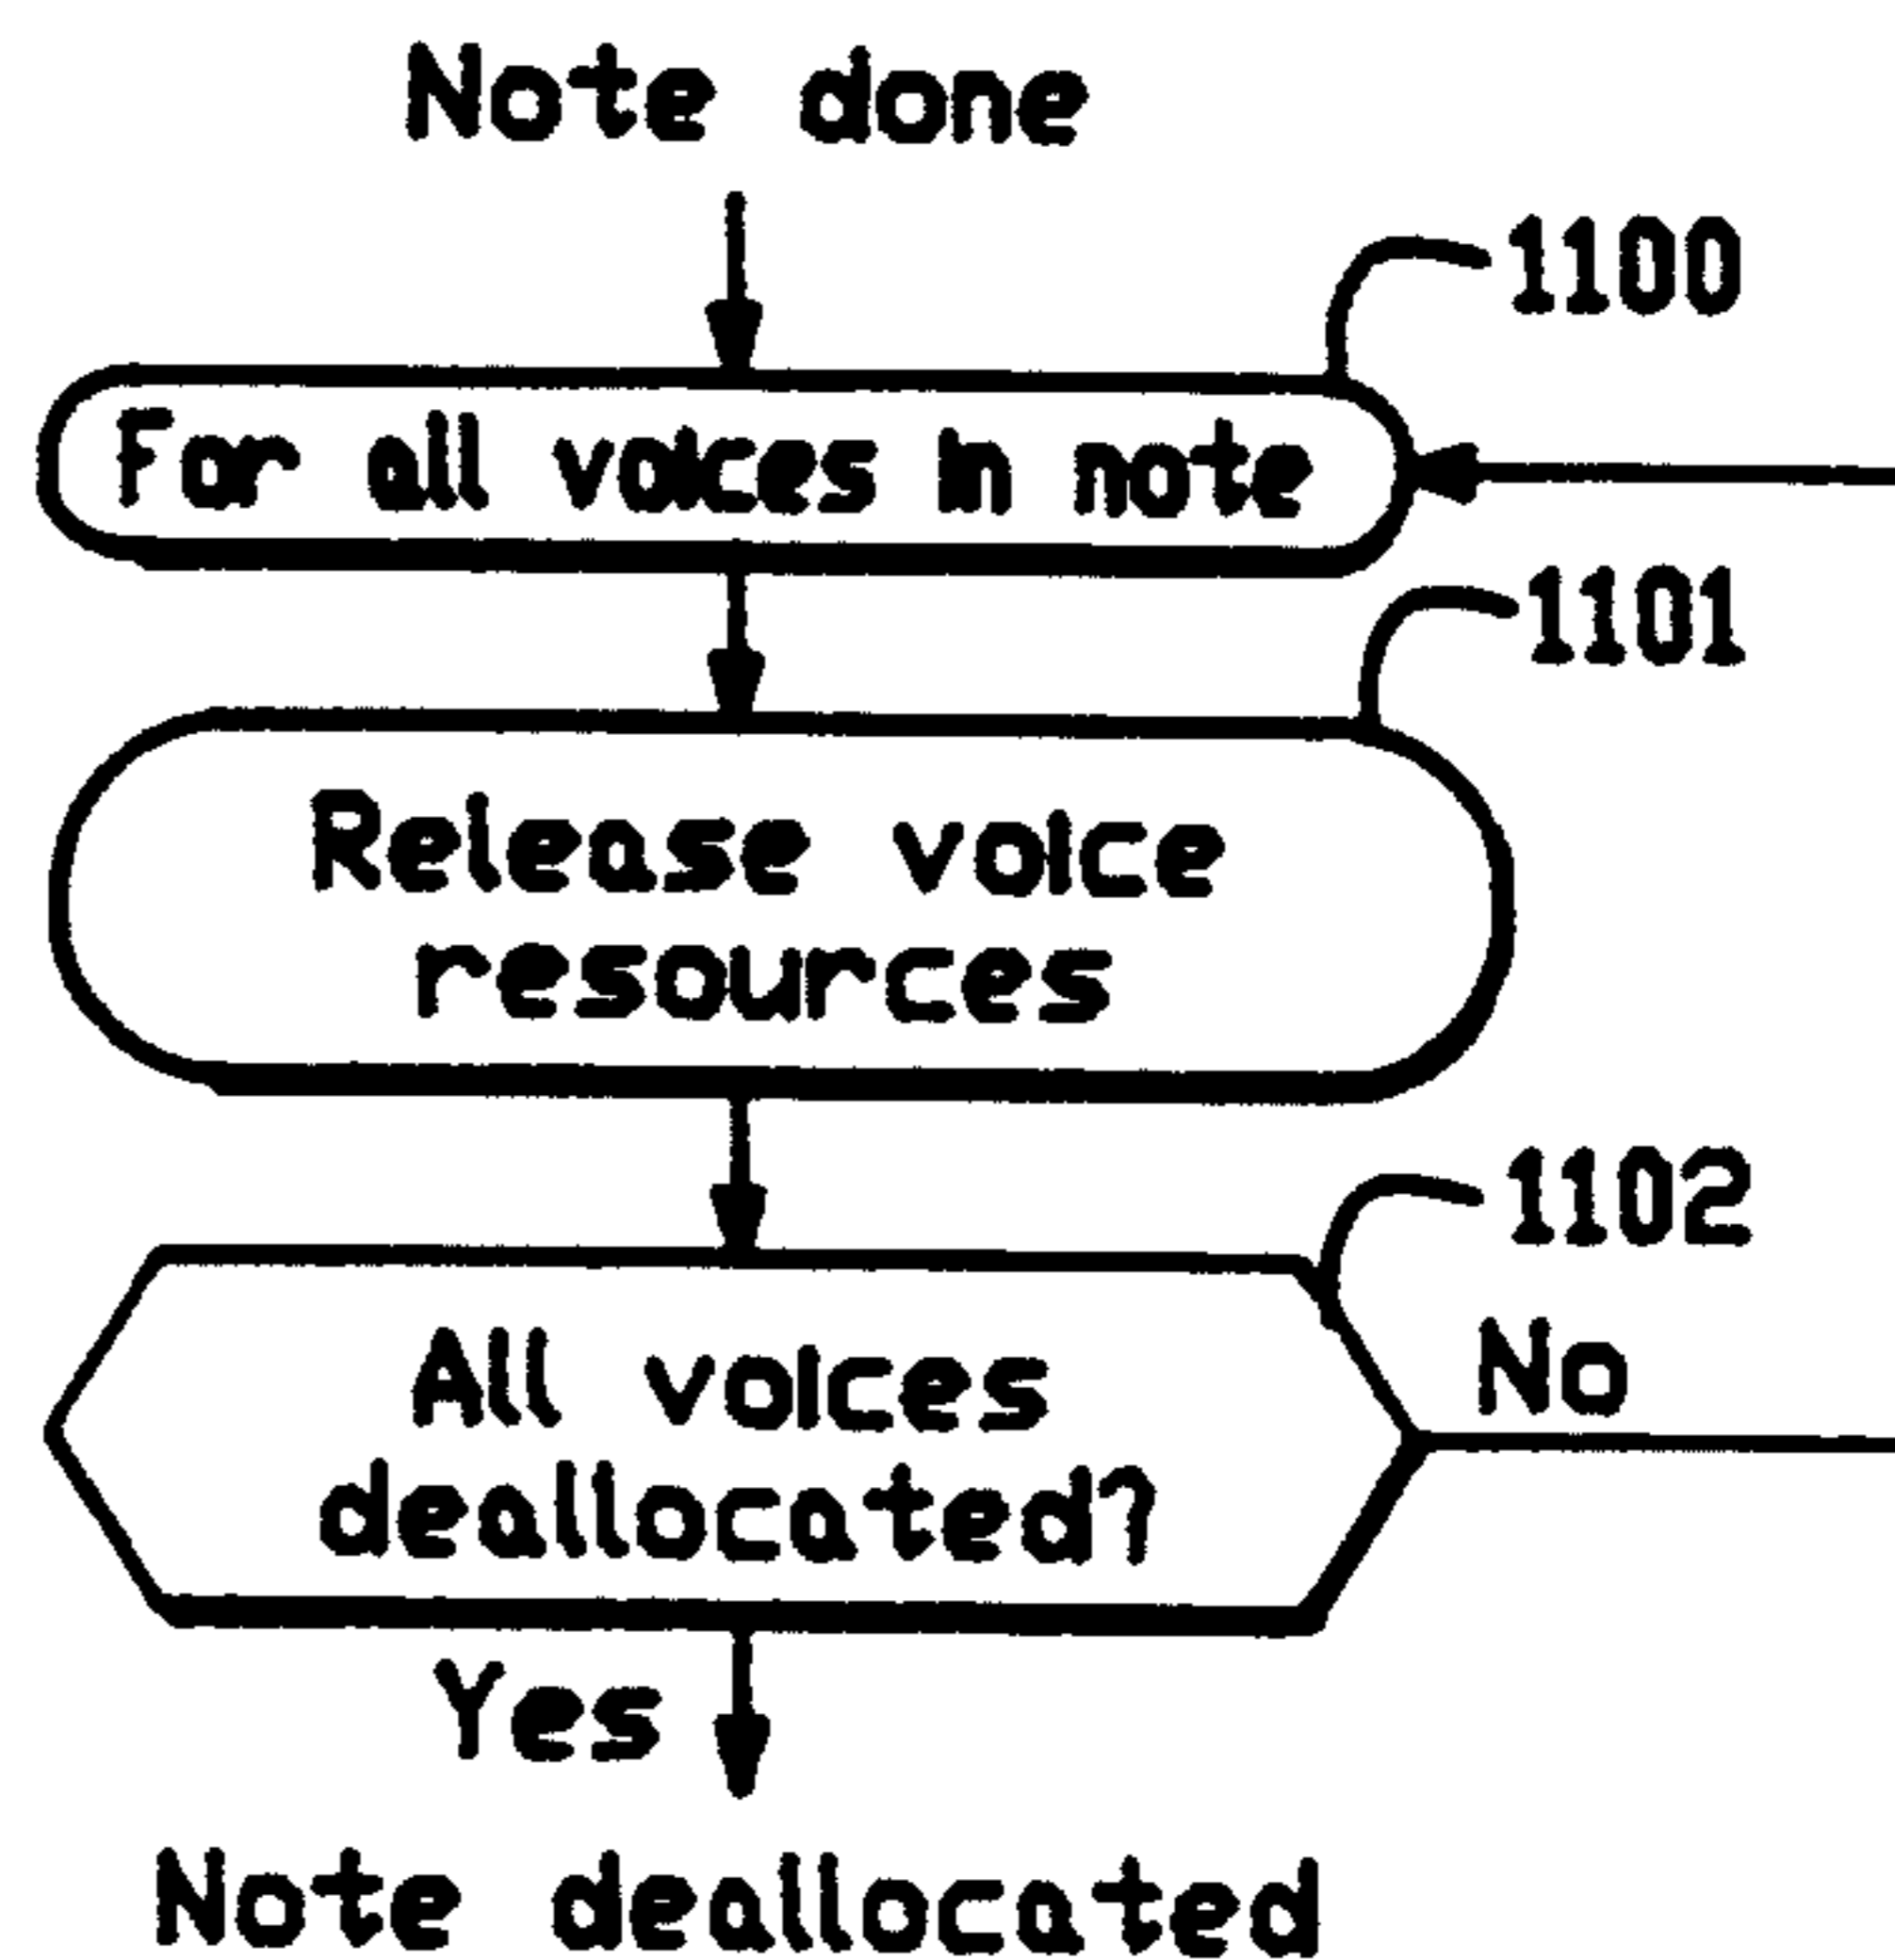 Note done
1100
For all voices in note
1101
Release voice
resources
1102
All voices
deallocated?
No
Yes
Note deallocated